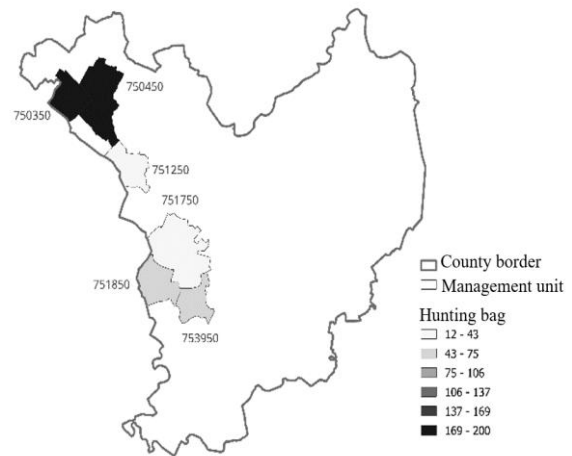 750450
750350
751250
751750
751850
753950
County border
Management unit
Hunting bag
12 - 43
43 - 75
75 - 106
106 - 137
137 - 169
169 - 200